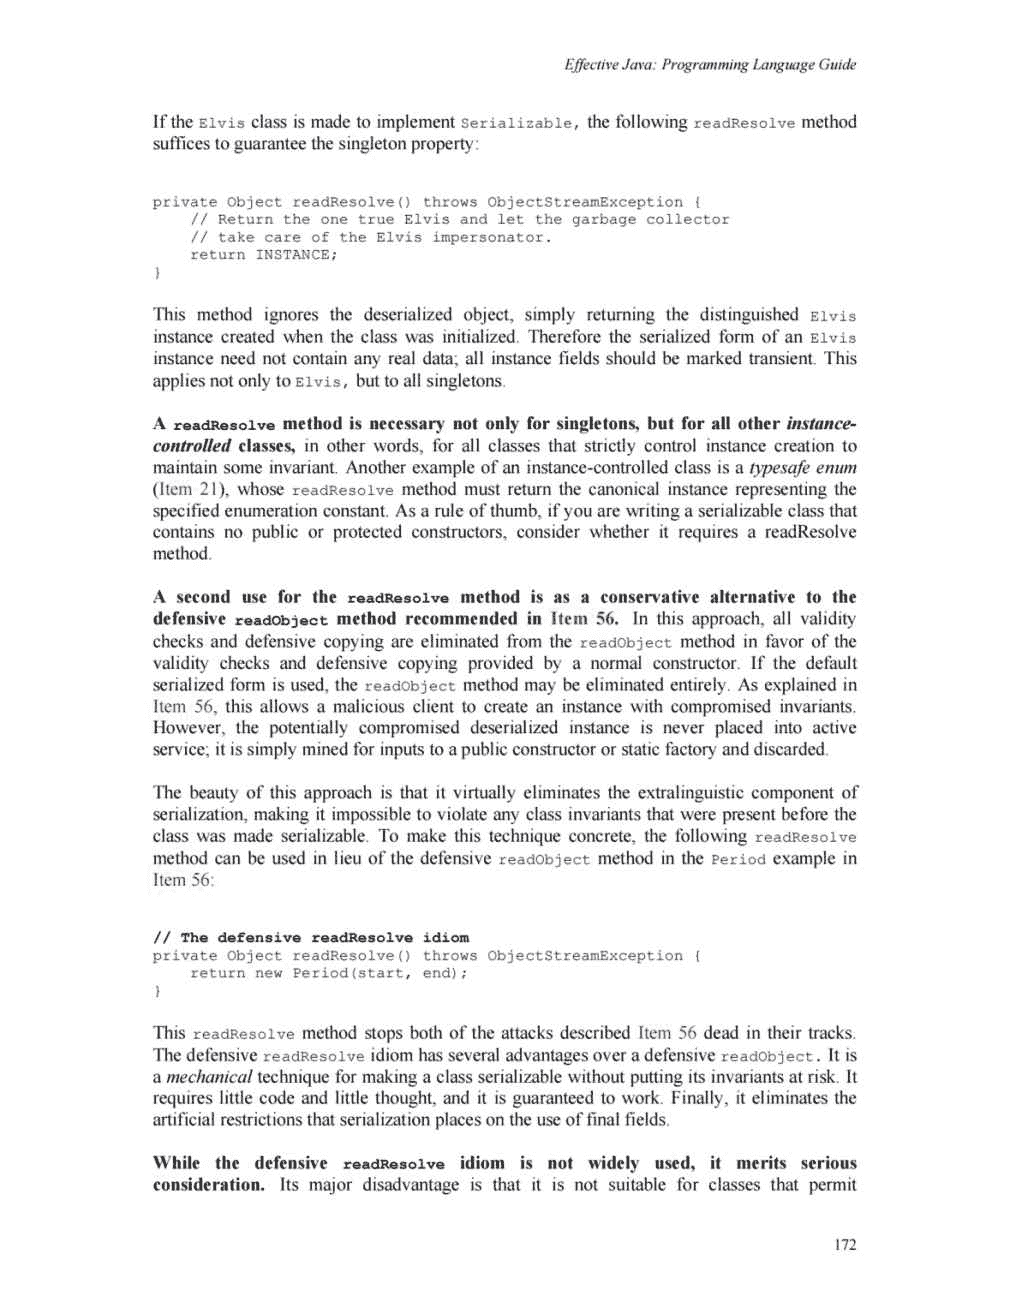 Effective Java: Programming Language Guide
If the Elvis class is made to implement Serializable, the following readResolve method
suffices to guarantee the singleton property:
private Object readResolve() throws ObjectStreamException {
// Return the one true Elvis and let the garbage collector
// take care of the Elvis impersonator.
return INSTANCE;
}
This method ignores the deserialized object, simply returning the distinguished Elvis
instance created when the class was initialized. Therefore the serialized form of an Elvis
instance need not contain any real data; all instance fields should be marked transient. This
applies not only to Elvis, but to all singletons.
A readResolve method is necessary not only for singletons, but for all other instance-
controlled classes, in other words, for all classes that strictly control instance creation to
maintain some invariant. Another example of an instance-controlled class is a typesafe enum
(Item 21), whose readResolve method must return the canonical instance representing the
specified enumeration constant. As a rule of thumb, if you are writing a serializable class that
contains no public or protected constructors, consider whether it requires a readResolve
method.
A second use for the readResolve method is as a conservative alternative to the
defensive readObject method recommended in Item 56. In this approach, all validity
checks and defensive copying are eliminated from the readObject method in favor of the
validity checks and defensive copying provided by a normal constructor. If the default
serialized form is used, the readObject method may be eliminated entirely. As explained in
Item 56, this allows a malicious client to create an instance with compromised invariants.
However, the potentially compromised deserialized instance is never placed into active
service; it is simply mined for inputs to a public constructor or static factory and discarded.
The beauty of this approach is that it virtually eliminates the extralinguistic component of
serialization, making it impossible to violate any class invariants that were present before the
class was made serializable. To make this technique concrete, the following readResolve
method can be used in lieu of the defensive readObject method in the Period example in
Item 56:
// The defensive readResolve idiom
private Object readResolve() throws ObjectStreamException {
return new Period(start, end);
}
This readResolve method stops both of the attacks described Item 56 dead in their tracks.
The defensive readResolve idiom has several advantages over a defensive readObject. It is
a mechanical technique for making a class serializable without putting its invariants at risk. It
requires little code and little thought, and it is guaranteed to work. Finally, it eliminates the
artificial restrictions that serialization places on the use of final fields.
While the defensive readResolve idiom is not widely used, it merits serious
consideration. Its major disadvantage is that it is not suitable for classes that permit
172